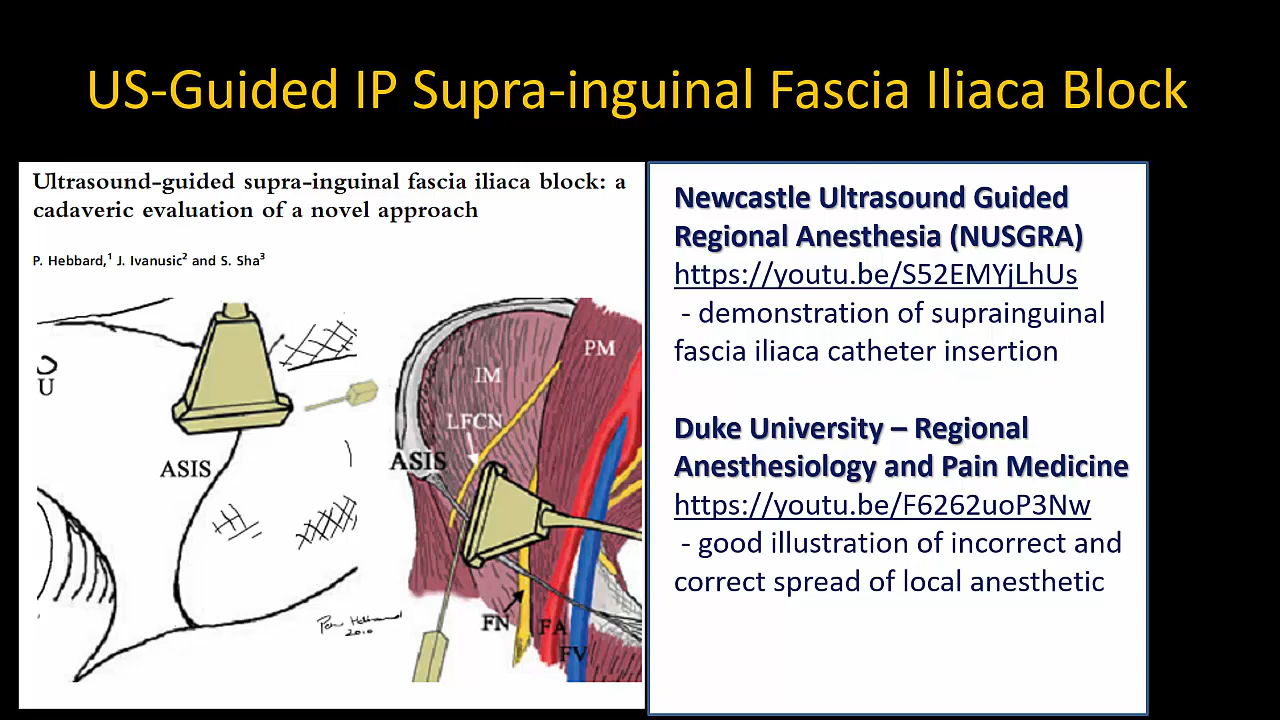 US-Guided IP Supra-inguinal Fascia Iliaca Block
Ultrasound-guided supra-inguinal fascia iliaca block: a
cadaveric evaluation of a novel approach
P. Hebbard,¹ J. Ivanusic² and S. Sha³
U
ASIS
2010
PM
IM
LFCN
ASIS
FN
FA
FV
Newcastle Ultrasound Guided
Regional Anesthesia (NUSGRA)
https://youtu.be/S52EMYjLhUs
- demonstration of suprainguinal
fascia iliaca catheter insertion
Duke University – Regional
Anesthesiology and Pain Medicine
https://youtu.be/F6262uoP3Nw
- good illustration of incorrect and
correct spread of local anesthetic